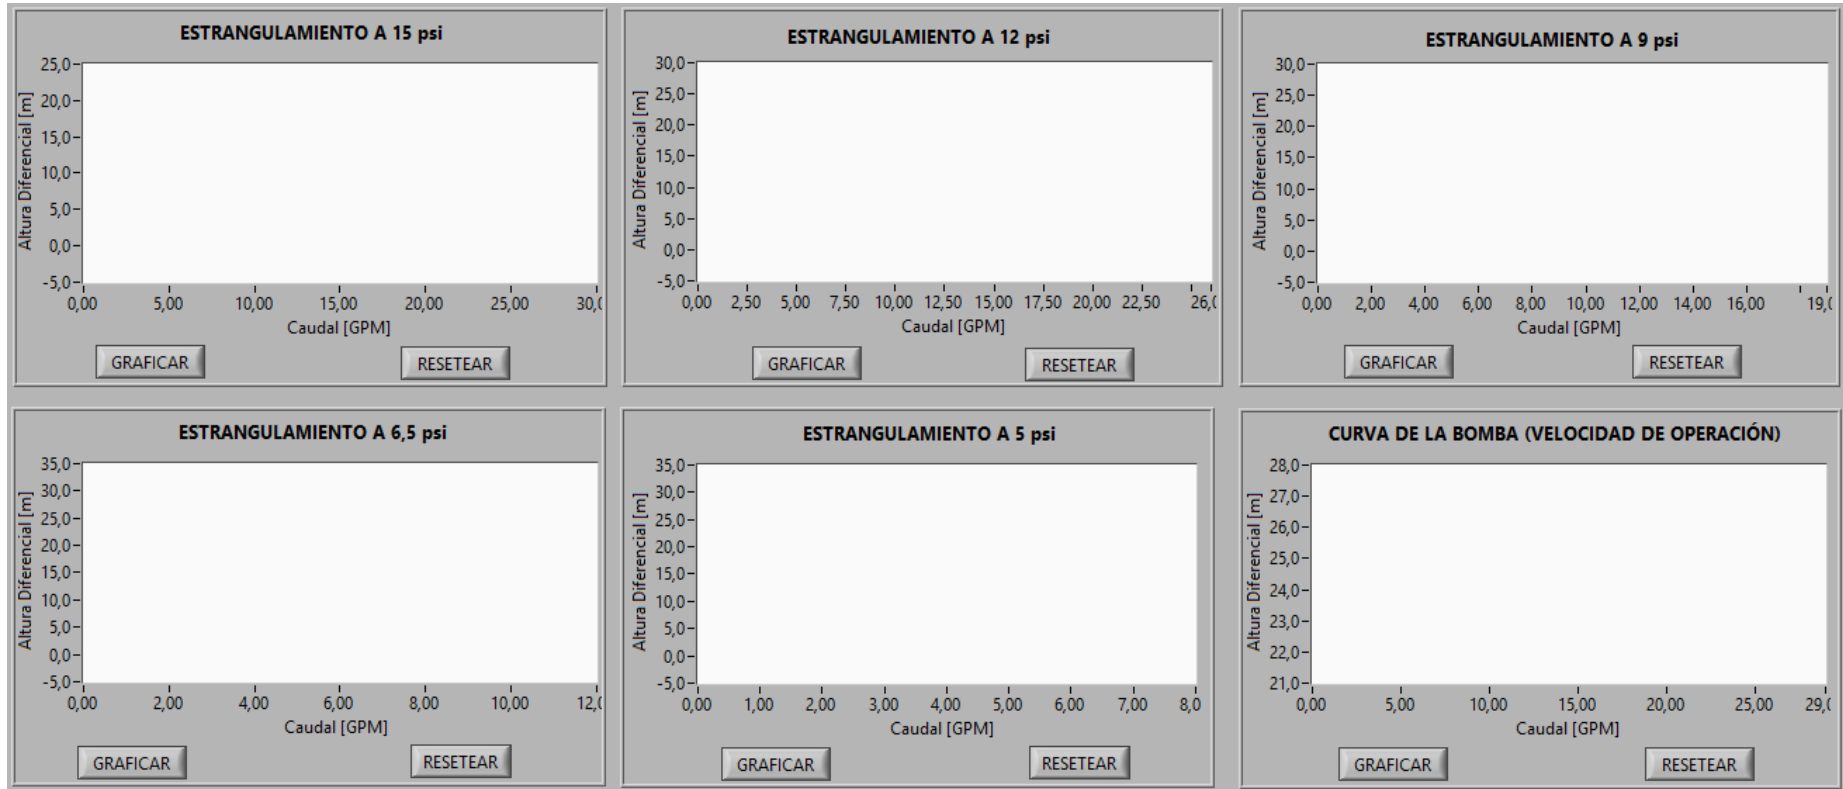 ESTRANGULAMIENTO A 15 psi
Altura Diferencial [m]
25,0
20,0
15,0
10,0
5,0
0,0
-5,0
0,00 5,00 10,00 15,00 20,00 25,00 30,0
Caudal [GPM]
GRAFICAR RESETEAR
ESTRANGULAMIENTO A 12 psi
Altura Diferencial [m]
30,0
25,0
20,0
15,0
10,0
5,0
0,0
-5,0
0,00 2,50 5,00 7,50 10,00 12,50 15,00 17,50 20,00 22,50 26,0
Caudal [GPM]
GRAFICAR RESETEAR
ESTRANGULAMIENTO A 9 psi
Altura Diferencial [m]
30,0
25,0
20,0
15,0
10,0
5,0
0,0
-5,0
0,00 2,00 4,00 6,00 8,00 10,00 12,00 14,00 16,00 19,0
Caudal [GPM]
GRAFICAR RESETEAR
ESTRANGULAMIENTO A 6,5 psi
Altura Diferencial [m]
35,0
30,0
25,0
20,0
15,0
10,0
5,0
0,0
-5,0
0,00 2,00 4,00 6,00 8,00 10,00 12,0
Caudal [GPM]
GRAFICAR RESETEAR
ESTRANGULAMIENTO A 5 psi
Altura Diferencial [m]
35,0
30,0
25,0
20,0
15,0
10,0
5,0
0,0
-5,0
0,00 1,00 2,00 3,00 4,00 5,00 6,00 7,00 8,0
Caudal [GPM]
GRAFICAR RESETEAR
CURVA DE LA BOMBA (VELOCIDAD DE OPERACIÓN)
Altura Diferencial [m]
28,0
27,0
26,0
25,0
24,0
23,0
22,0
21,0
0,00 5,00 10,00 15,00 20,00 25,00 29,0
Caudal [GPM]
GRAFICAR RESETEAR